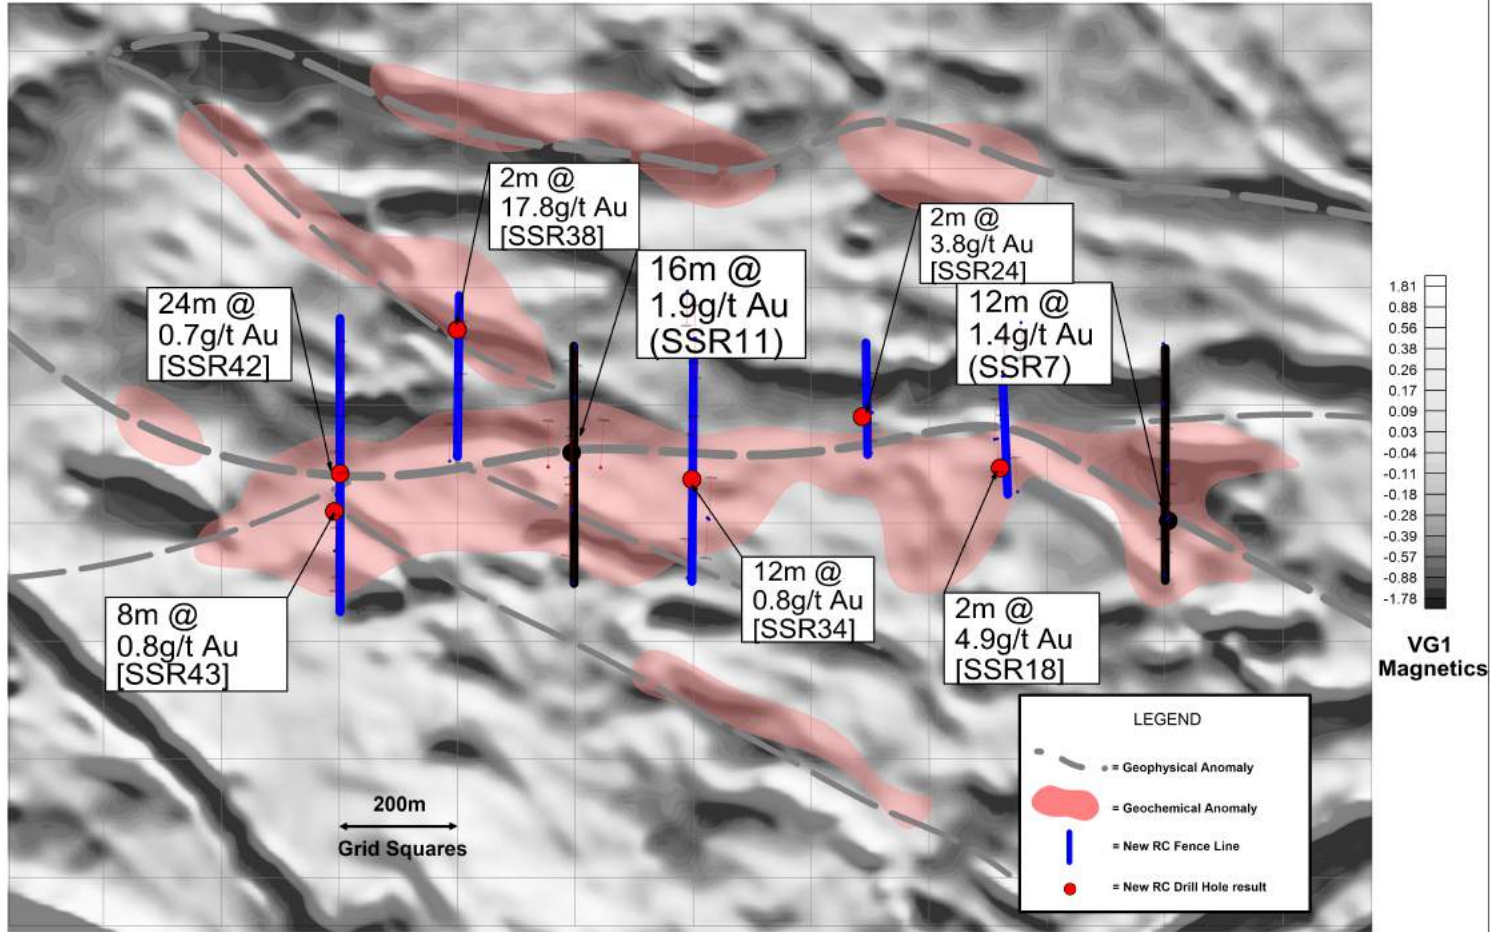 2m @
17.8g/t Au
[SSR38]
2m @
3.8g/t Au
[SSR24]
16m @
1.9g/t Au
(SSR11)
12m @
1.4g/t Au
(SSR7)
24m @
0.7g/t Au
[SSR42]
8m @
0.8g/t Au
[SSR43]
12m @
0.8g/t Au
[SSR34]
2m @
4.9g/t Au
[SSR18]
200m
Grid Squares
LEGEND
= Geophysical Anomaly
= Geochemical Anomaly
= New RC Fence Line
= New RC Drill Hole result
1.81
0.88
0.56
0.38
0.26
0.17
0.09
0.03
-0.04
-0.11
-0.18
-0.28
-0.39
-0.57
-0.88
-1.78
VG1
Magnetics